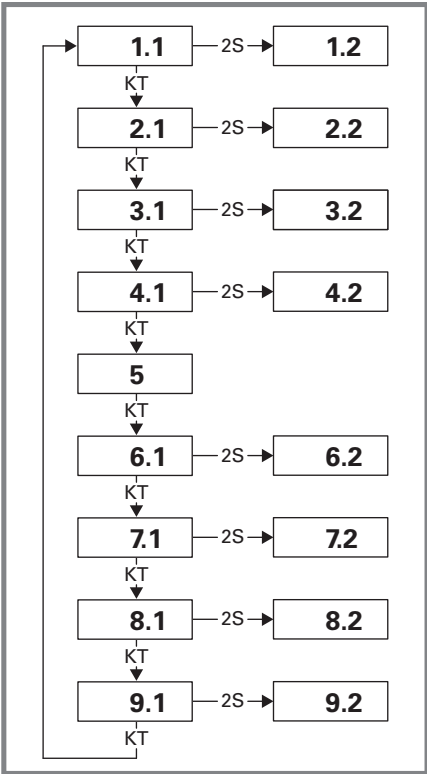 1.1 2S 1.2
KT
2.1 2S 2.2
KT
3.1 2S 3.2
KT
4.1 2S 4.2
KT
5
KT
6.1 2S 6.2
KT
7.1 2S 7.2
KT
8.1 2S 8.2
KT
9.1 2S 9.2
KT